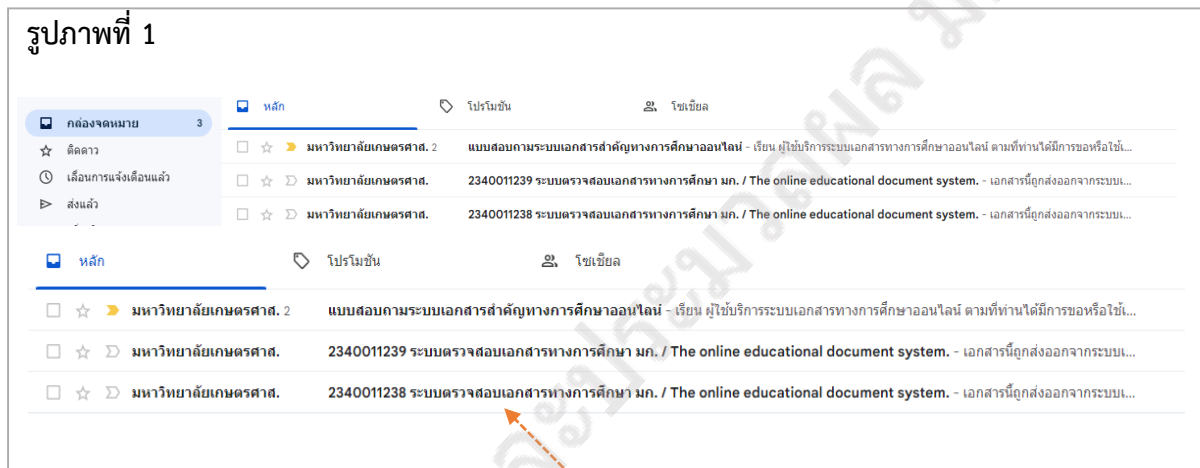 รูปภาพที่ 1
หลัก โปรโมชัน โซเชียล
กล่องจดหมาย 3
ติดดาว
มหาวิทยาลัยเกษตรศาส. 2 แบบสอบถามระบบเอกสารสำคัญทางการศึกษาออนไลน์ - เรียน ผู้ใช้บริการระบบเอกสารทางการศึกษาออนไลน์ ตามที่ท่านได้มีการขอหรือใช้เ...
เลื่อนการแจ้งเตือนแล้ว
มหาวิทยาลัยเกษตรศาส. 2340011239 ระบบตรวจสอบเอกสารทางการศึกษา มก. / The online educational document system. - เอกสารนี้ถูกส่งออกจากระบบเ...
ส่งแล้ว
มหาวิทยาลัยเกษตรศาส. 2340011238 ระบบตรวจสอบเอกสารทางการศึกษา มก. / The online educational document system. - เอกสารนี้ถูกส่งออกจากระบบเ...
หลัก โปรโมชัน โซเชียล
มหาวิทยาลัยเกษตรศาส. 2 แบบสอบถามระบบเอกสารสำคัญทางการศึกษาออนไลน์ - เรียน ผู้ใช้บริการระบบเอกสารทางการศึกษาออนไลน์ ตามที่ท่านได้มีการขอหรือใช้เ...
มหาวิทยาลัยเกษตรศาส. 2340011239 ระบบตรวจสอบเอกสารทางการศึกษา มก. / The online educational document system. - เอกสารนี้ถูกส่งออกจากระบบเ...
มหาวิทยาลัยเกษตรศาส. 2340011238 ระบบตรวจสอบเอกสารทางการศึกษา มก. / The online educational document system. - เอกสารนี้ถูกส่งออกจากระบบเ...
และประมวลผล